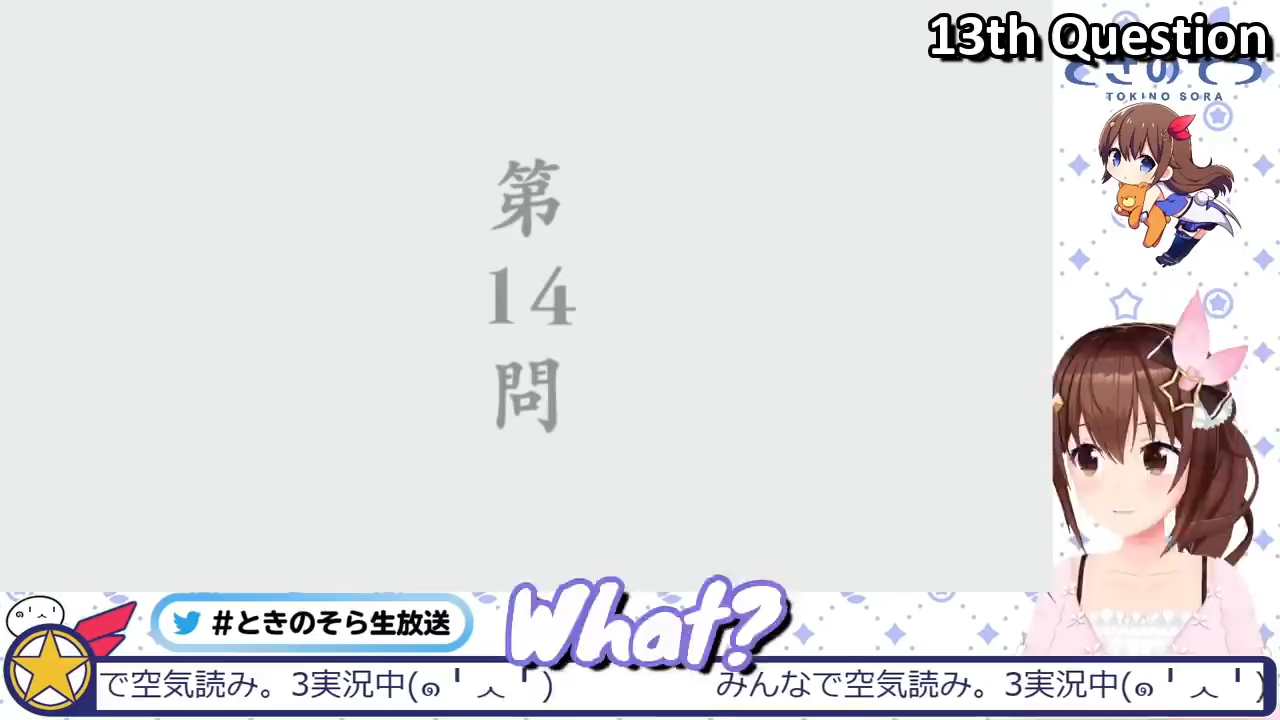 13th Question
ときのそら
TOKINO SORA
第
14
問
What?
#ときのそら生放送
で空気読み。3実況中(๑╹ᆺ╹) みんなで空気読み。3実況中(๑╹ᆺ╹)